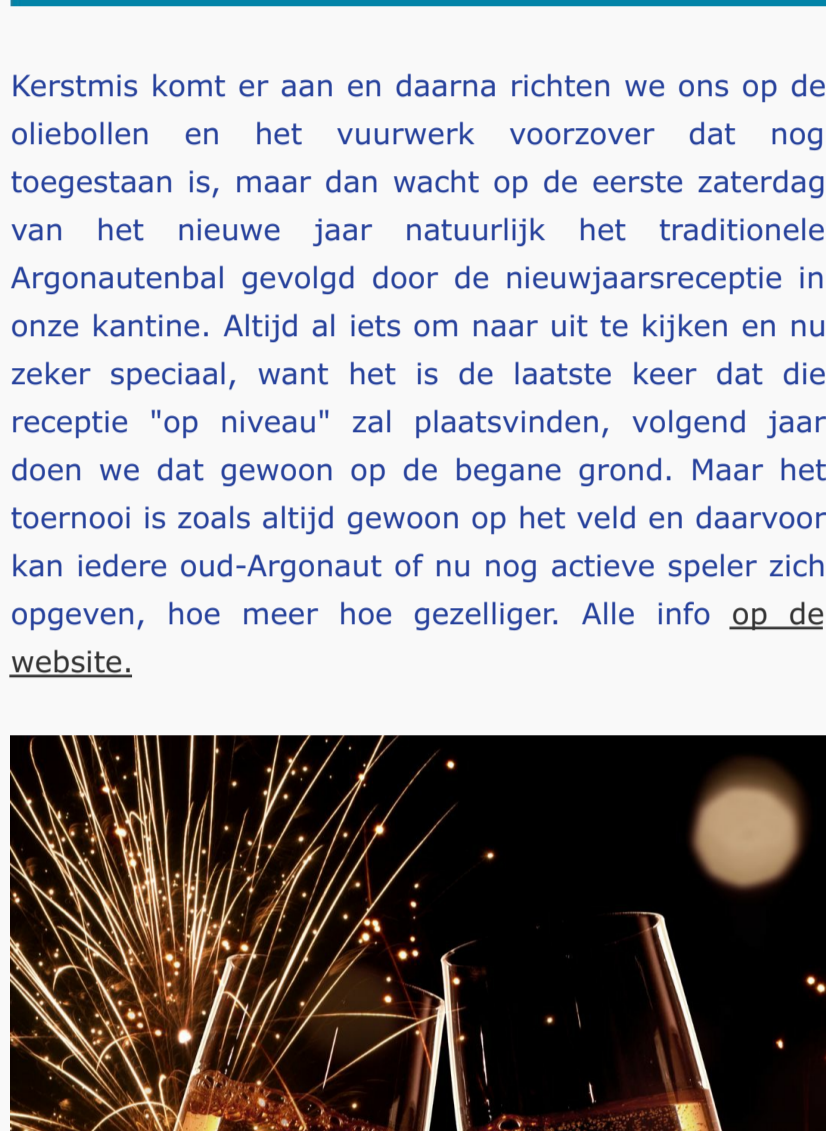 Kerstmis komt er aan en daarna richten we ons op de
oliebollen en het vuurwerk voorzover dat nog
toegestaan is, maar dan wacht op de eerste zaterdag
van het nieuwe jaar natuurlijk het traditionele
Argonautenbal gevolgd door de nieuwjaarsreceptie in
onze kantine. Altijd al iets om naar uit te kijken en nu
zeker speciaal, want het is de laatste keer dat die
receptie "op niveau" zal plaatsvinden, volgend jaar
doen we dat gewoon op de begane grond. Maar het
toernooi is zoals altijd gewoon op het veld en daarvoor
kan iedere oud-Argonaut of nu nog actieve speler zich
opgeven, hoe meer hoe gezelliger. Alle info op de
website.